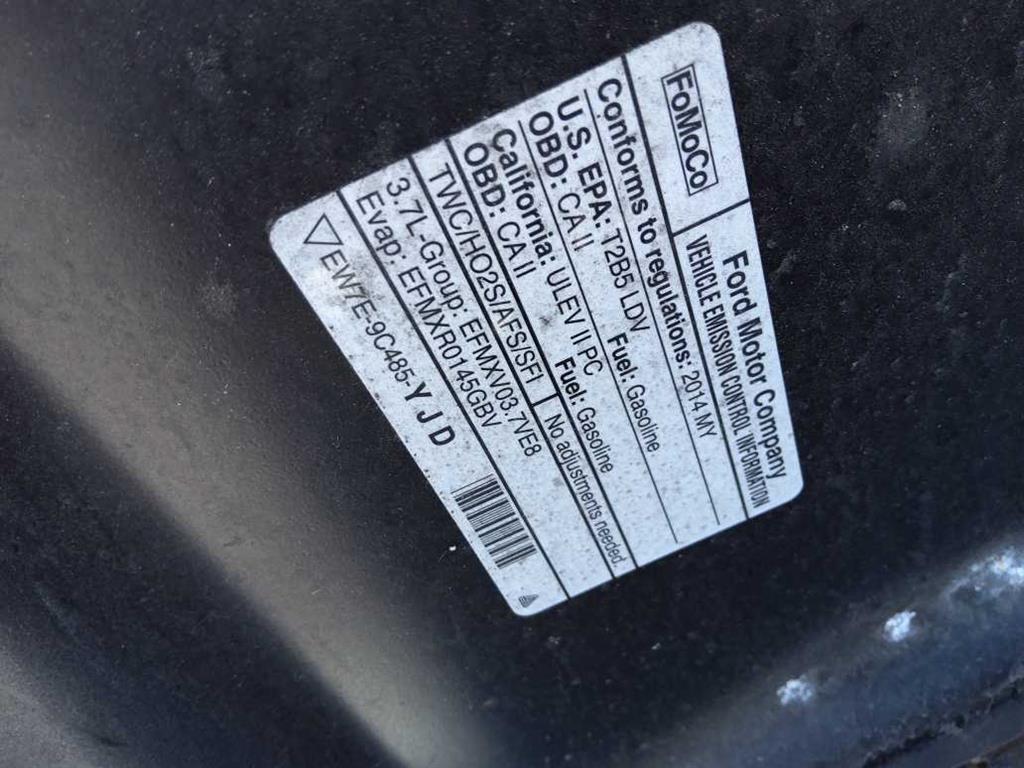 FoMoCo
Ford Motor Company
VEHICLE EMISSION CONTROL INFORMATION
Conforms to regulations: 2014 MY
U.S. EPA: T2B5 LDV Fuel: Gasoline
OBD: CA II
California: ULEV II PC Fuel: Gasoline
OBD: CA II
TWC/HO2S/AFS/SFI No adjustments needed.
3.7L-Group: EFMXV03.7VE8
Evap: EFMXR0145GBV
EW7E-9C485-YJD